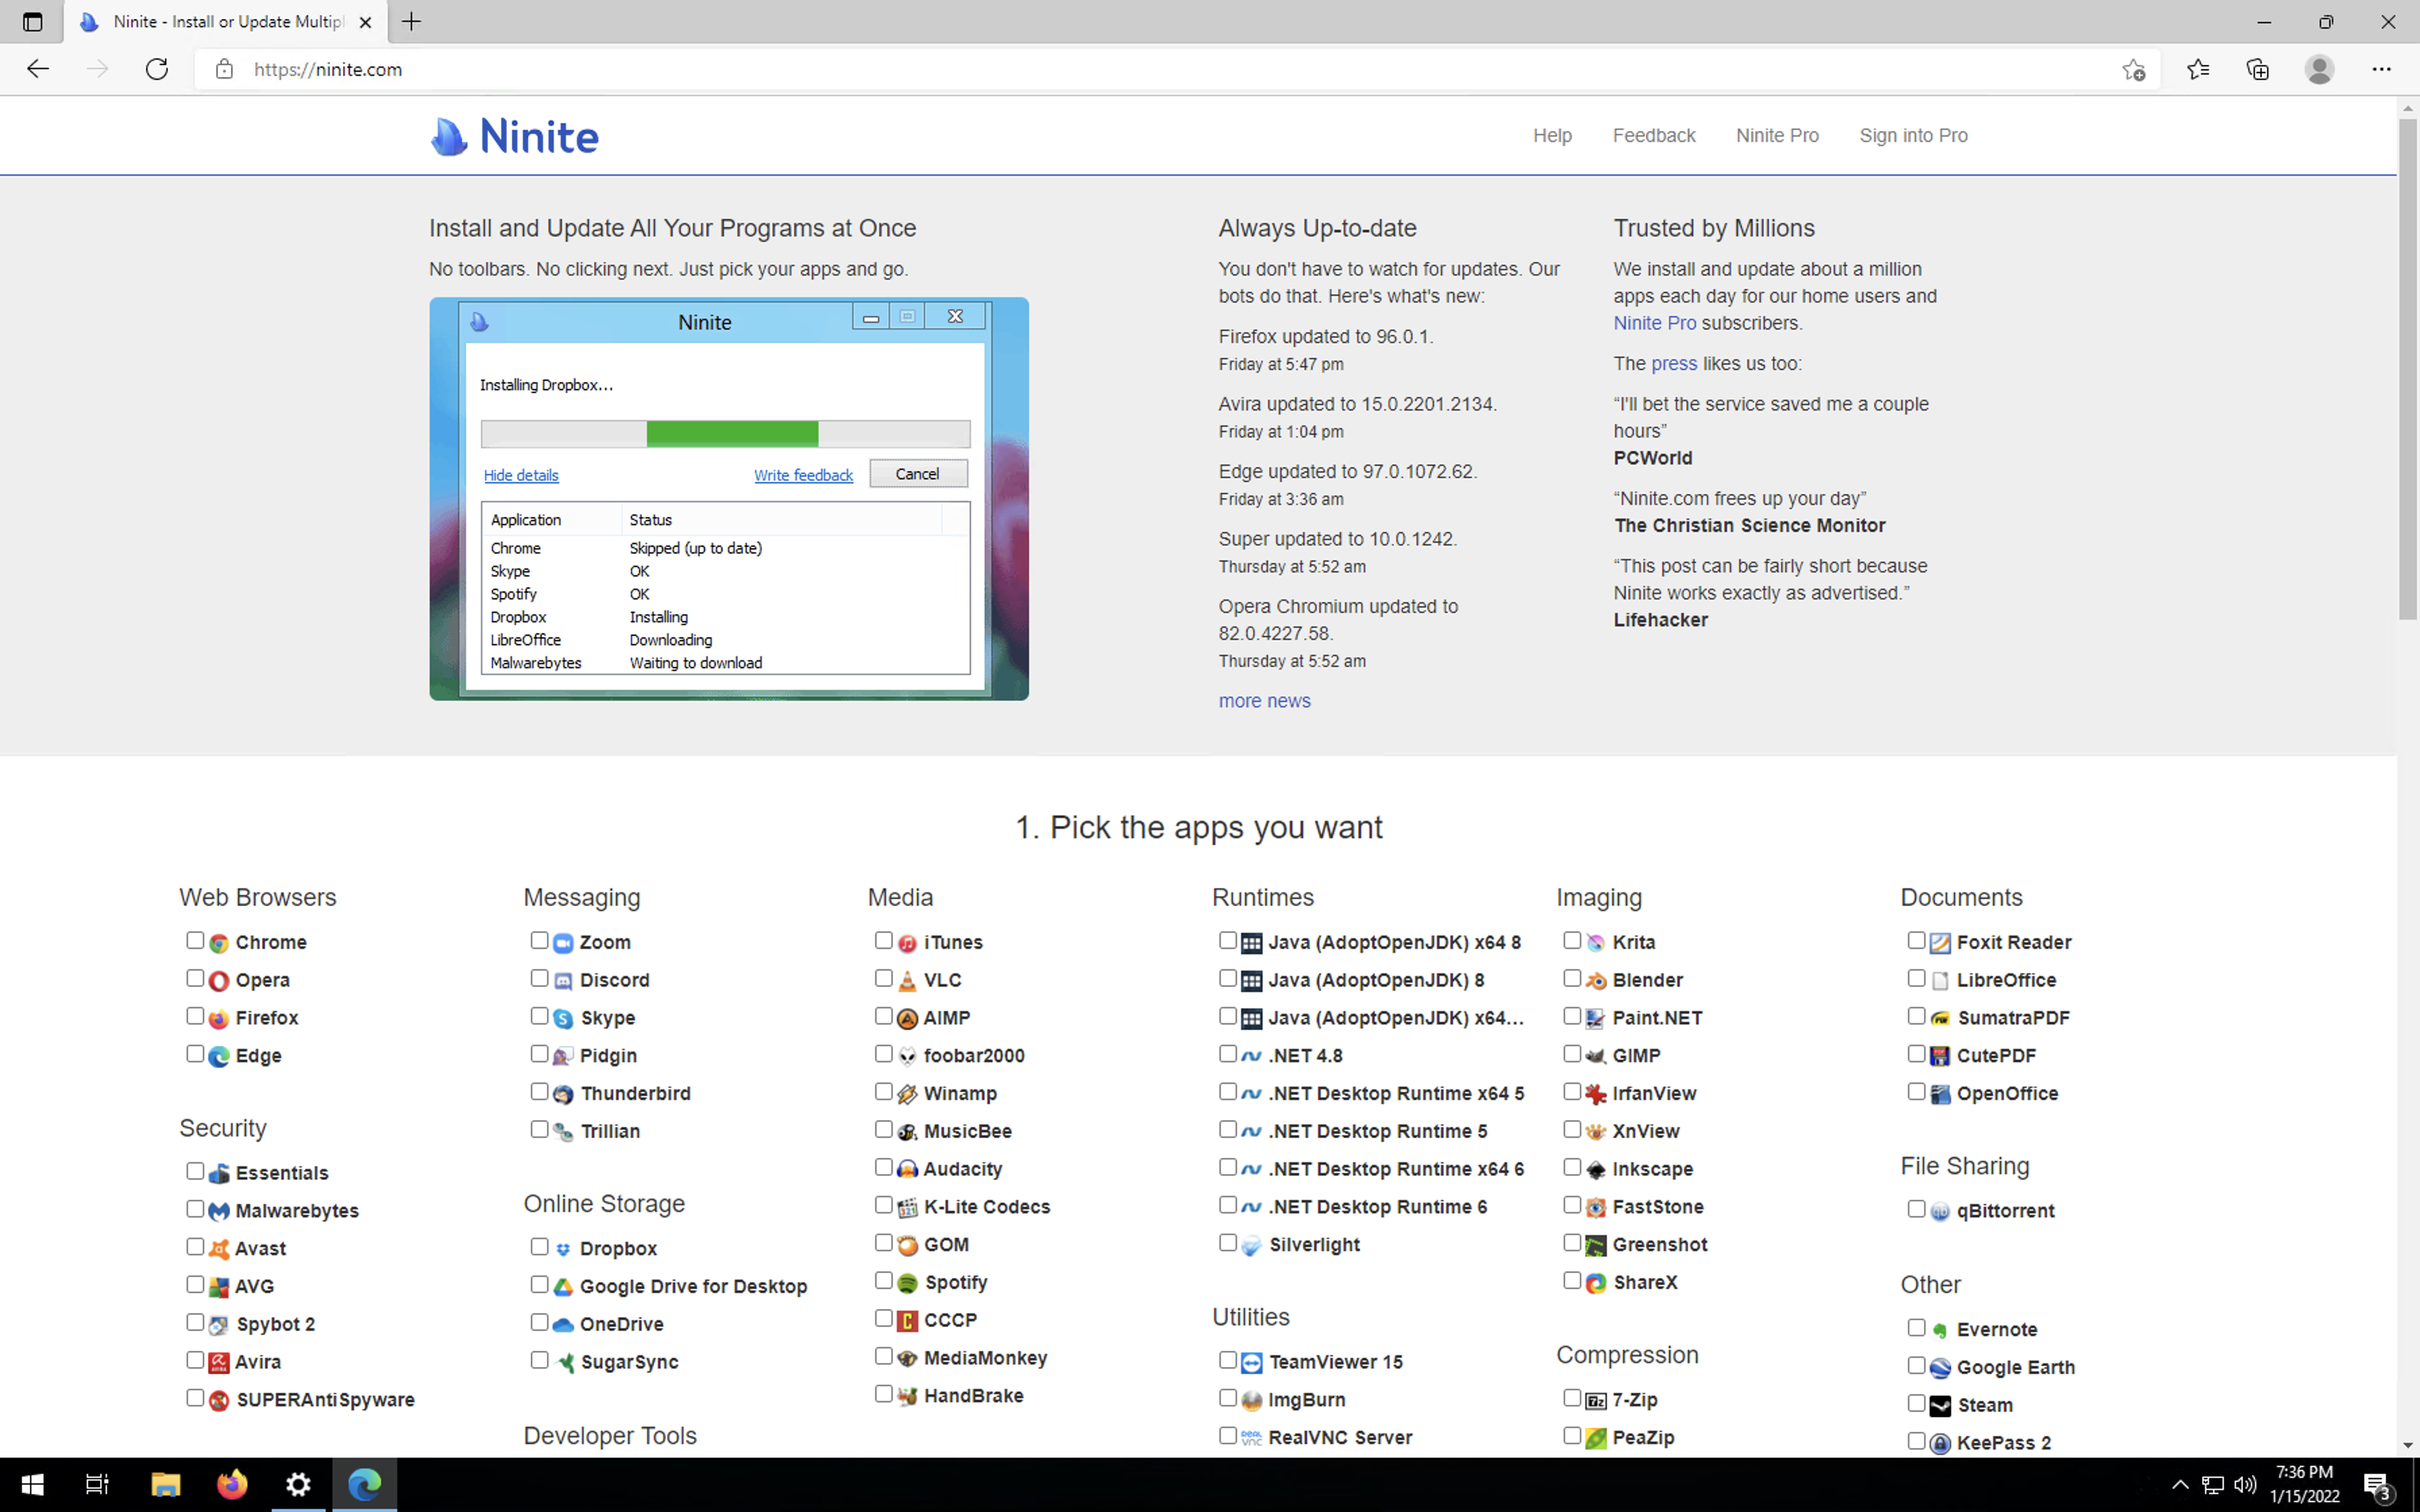 Ninite - Install or Update Multipl
https://ninite.com
Ninite
Help
Feedback
Ninite Pro
Sign into Pro
Install and Update All Your Programs at Once
No toolbars. No clicking next. Just pick your apps and go.
Ninite
Installing Dropbox...
Hide details
Write feedback
Cancel
Application Status
Chrome Skipped (up to date)
Skype OK
Spotify OK
Dropbox Installing
LibreOffice Downloading
Malwarebytes Waiting to download
Always Up-to-date
You don't have to watch for updates. Our
bots do that. Here's what's new:
Firefox updated to 96.0.1.
Friday at 5:47 pm
Avira updated to 15.0.2201.2134.
Friday at 1:04 pm
Edge updated to 97.0.1072.62.
Friday at 3:36 am
Super updated to 10.0.1242.
Thursday at 5:52 am
Opera Chromium updated to
82.0.4227.58.
Thursday at 5:52 am
more news
Trusted by Millions
We install and update about a million
apps each day for our home users and
Ninite Pro subscribers.
The press likes us too:
“I'll bet the service saved me a couple
hours”
PCWorld
“Ninite.com frees up your day”
The Christian Science Monitor
“This post can be fairly short because
Ninite works exactly as advertised.”
Lifehacker
1. Pick the apps you want
Web Browsers
Chrome
Opera
Firefox
Edge
Security
Essentials
Malwarebytes
Avast
AVG
Spybot 2
Avira
SUPERAntiSpyware
Messaging
Zoom
Discord
Skype
Pidgin
Thunderbird
Trillian
Online Storage
Dropbox
Google Drive for Desktop
OneDrive
SugarSync
Developer Tools
Media
iTunes
VLC
AIMP
foobar2000
Winamp
MusicBee
Audacity
K-Lite Codecs
GOM
Spotify
CCCP
MediaMonkey
HandBrake
Runtimes
Java (AdoptOpenJDK) x64 8
Java (AdoptOpenJDK) 8
Java (AdoptOpenJDK) x64...
.NET 4.8
.NET Desktop Runtime x64 5
.NET Desktop Runtime 5
.NET Desktop Runtime x64 6
.NET Desktop Runtime 6
Silverlight
Utilities
TeamViewer 15
ImgBurn
RealVNC Server
Imaging
Krita
Blender
Paint.NET
GIMP
IrfanView
XnView
Inkscape
FastStone
Greenshot
ShareX
Compression
7-Zip
PeaZip
Documents
Foxit Reader
LibreOffice
SumatraPDF
CutePDF
OpenOffice
File Sharing
qBittorrent
Other
Evernote
Google Earth
Steam
KeePass 2
7:36 PM
1/15/2022
3